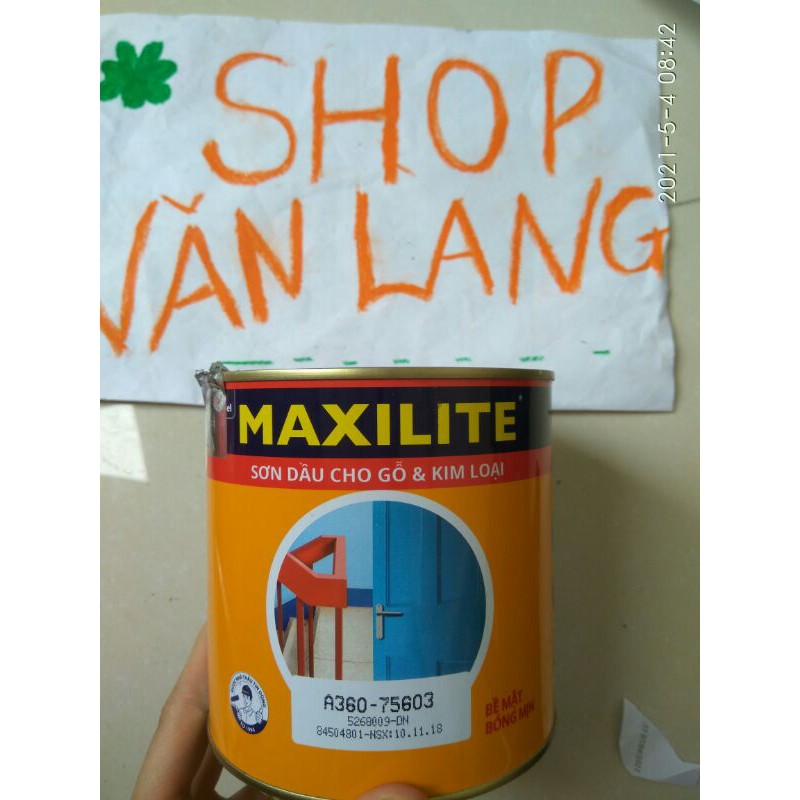 SHOP
VĂN LANG
2021-5-4 08:42
MAXILITE
SƠN DẦU CHO GỖ & KIM LOẠI
A360-75603
5268009-DN
84504801-NSX:10.11.18
BỀ MẶT
BÓNG MỊN